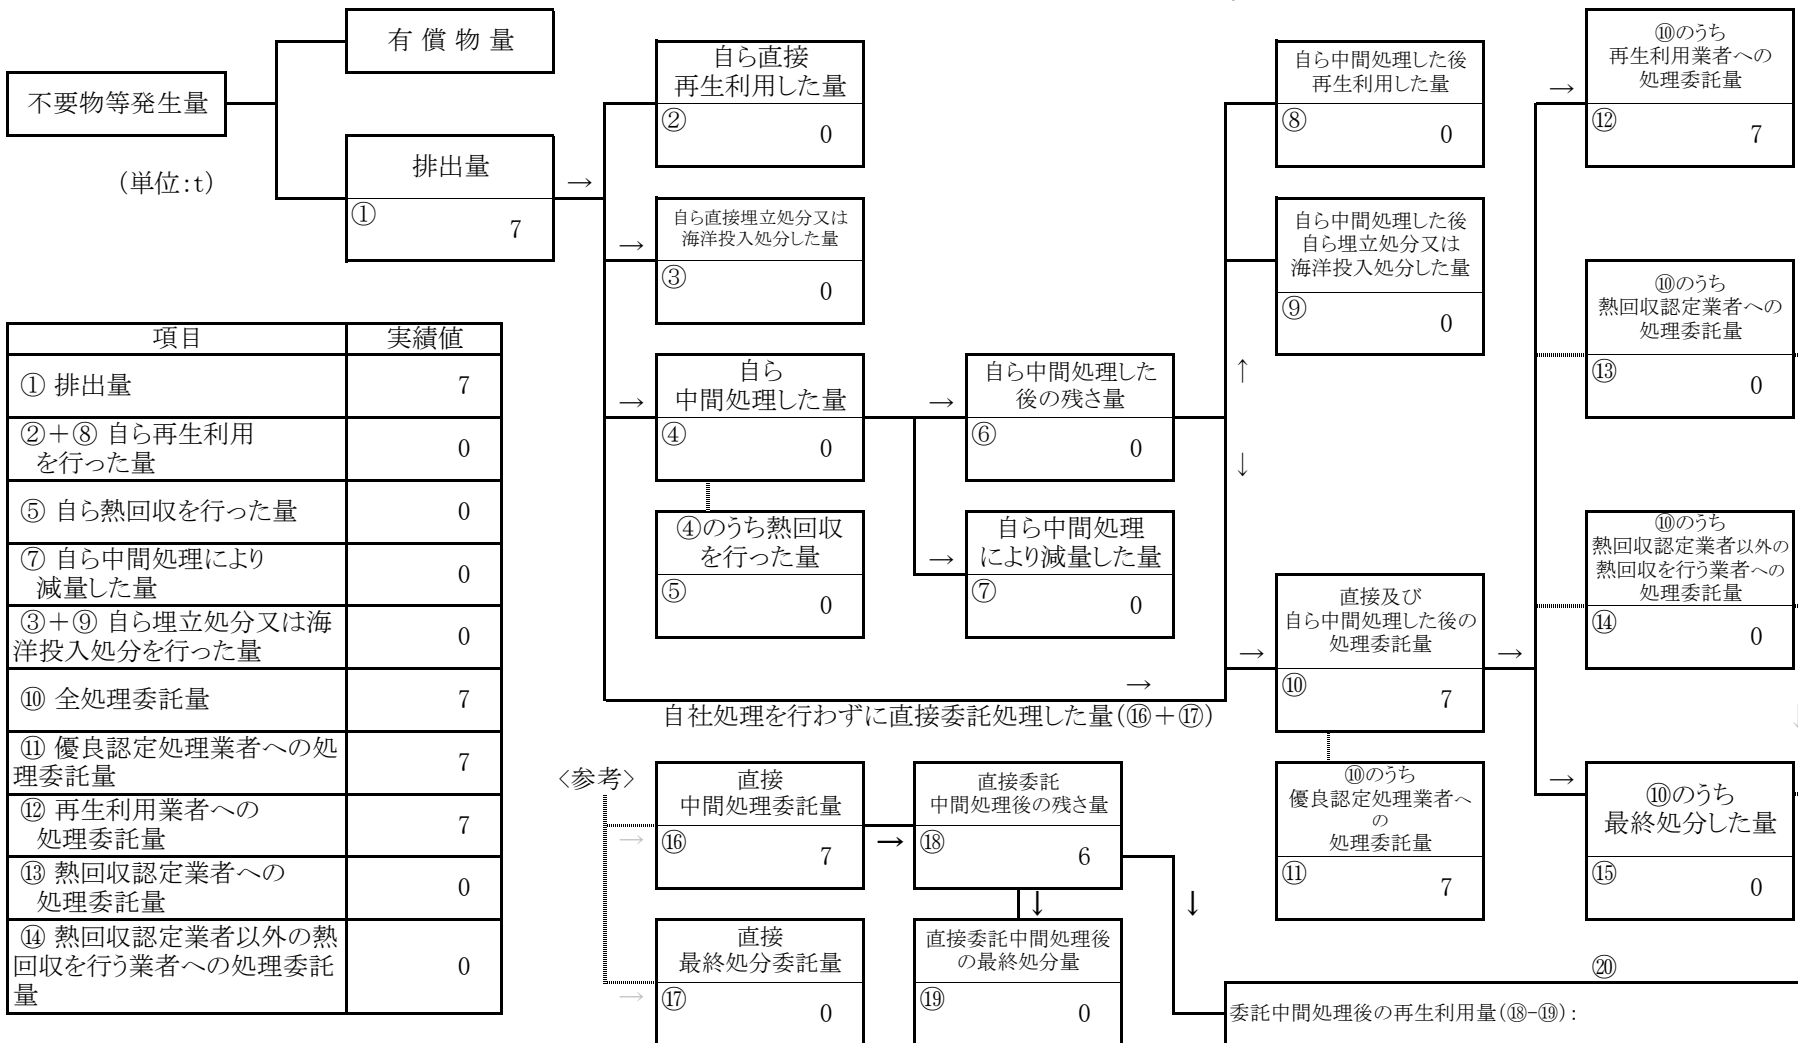 有 償 物 量
不要物等発生量
(単位:t)
排出量
①
7
→
自ら直接
再生利用した量
②
0
→
自ら直接埋立処分又は
海洋投入処分した量
③
0
→
自ら
中間処理した量
④
0
④のうち熱回収
を行った量
⑤
0
→
自ら中間処理した
後の残さ量
⑥
0
→
自ら中間処理
により減量した量
⑦
0
自ら中間処理した後
再生利用した量
⑧
0
自ら中間処理した後
自ら埋立処分又は
海洋投入処分した量
⑨
0
↑
↓
→
直接及び
自ら中間処理した後の
処理委託量
⑩
7
→
⑩のうち
優良認定処理業者へ
の
処理委託量
⑪
7
→
⑩のうち
再生利用業者への
処理委託量
⑫
7
⑩のうち
熱回収認定業者への
処理委託量
⑬
0
⑩のうち
熱回収認定業者以外の
熱回収を行う業者への
処理委託量
⑭
0
→
⑩のうち
最終処分した量
⑮
0
→
自社処理を行わずに直接委託処理した量(⑯+⑰)
<参考>
→
直接
中間処理委託量
⑯
7
→
直接委託
中間処理後の残さ量
⑱
6
↓
↓
→
直接
最終処分委託量
⑰
0
直接委託中間処理後
の最終処分量
⑲
0
⑳
委託中間処理後の再生利用量(⑱-⑲):
項目 実績値
① 排出量 7
②+⑧ 自ら再生利用
を行った量 0
⑤ 自ら熱回収を行った量 0
⑦ 自ら中間処理により
減量した量 0
③+⑨ 自ら埋立処分又は海
洋投入処分を行った量 0
⑩ 全処理委託量 7
⑪ 優良認定処理業者への処
理委託量 7
⑫ 再生利用業者への
処理委託量 7
⑬ 熱回収認定業者への
処理委託量 0
⑭ 熱回収認定業者以外の熱
回収を行う業者への処理委託
量 0